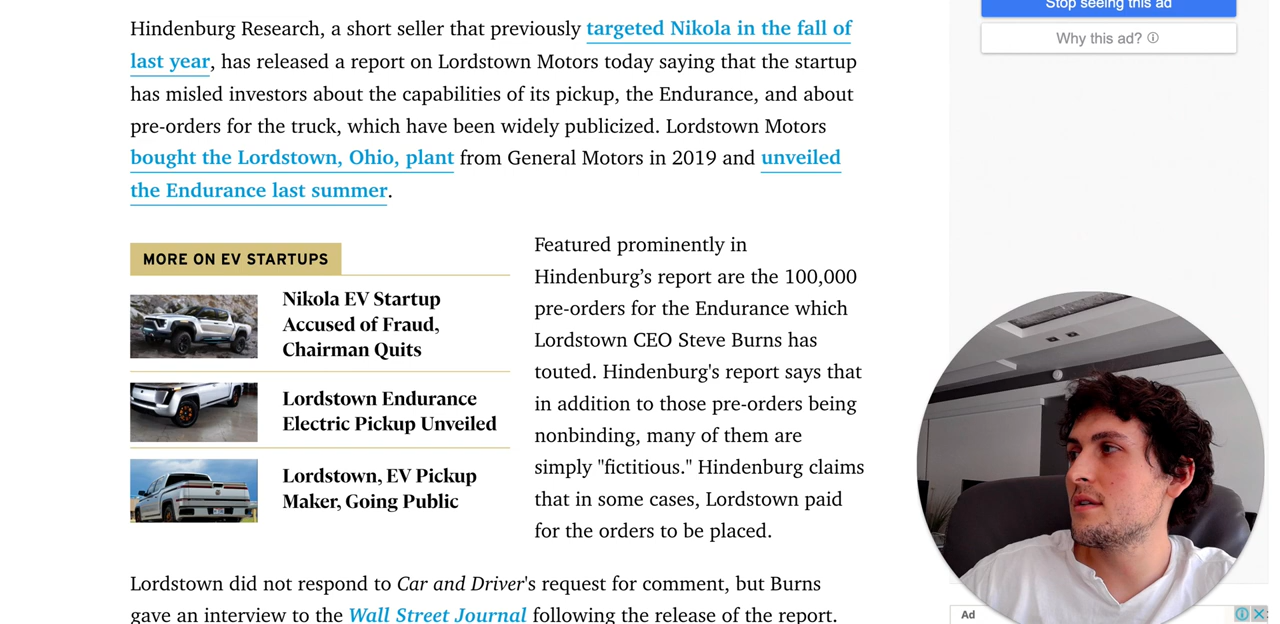 Hindenburg Research, a short seller that previously targeted Nikola in the fall of
last year, has released a report on Lordstown Motors today saying that the startup
has misled investors about the capabilities of its pickup, the Endurance, and about
pre-orders for the truck, which have been widely publicized. Lordstown Motors
bought the Lordstown, Ohio, plant from General Motors in 2019 and unveiled
the Endurance last summer.
MORE ON EV STARTUPS
Nikola EV Startup
Accused of Fraud,
Chairman Quits
Lordstown Endurance
Electric Pickup Unveiled
Lordstown, EV Pickup
Maker, Going Public
Featured prominently in
Hindenburg’s report are the 100,000
pre-orders for the Endurance which
Lordstown CEO Steve Burns has
touted. Hindenburg's report says that
in addition to those pre-orders being
nonbinding, many of them are
simply "fictitious." Hindenburg claims
that in some cases, Lordstown paid
for the orders to be placed.
Lordstown did not respond to Car and Driver's request for comment, but Burns
gave an interview to the Wall Street Journal following the release of the report.
Stop seeing this ad
Why this ad?
Ad